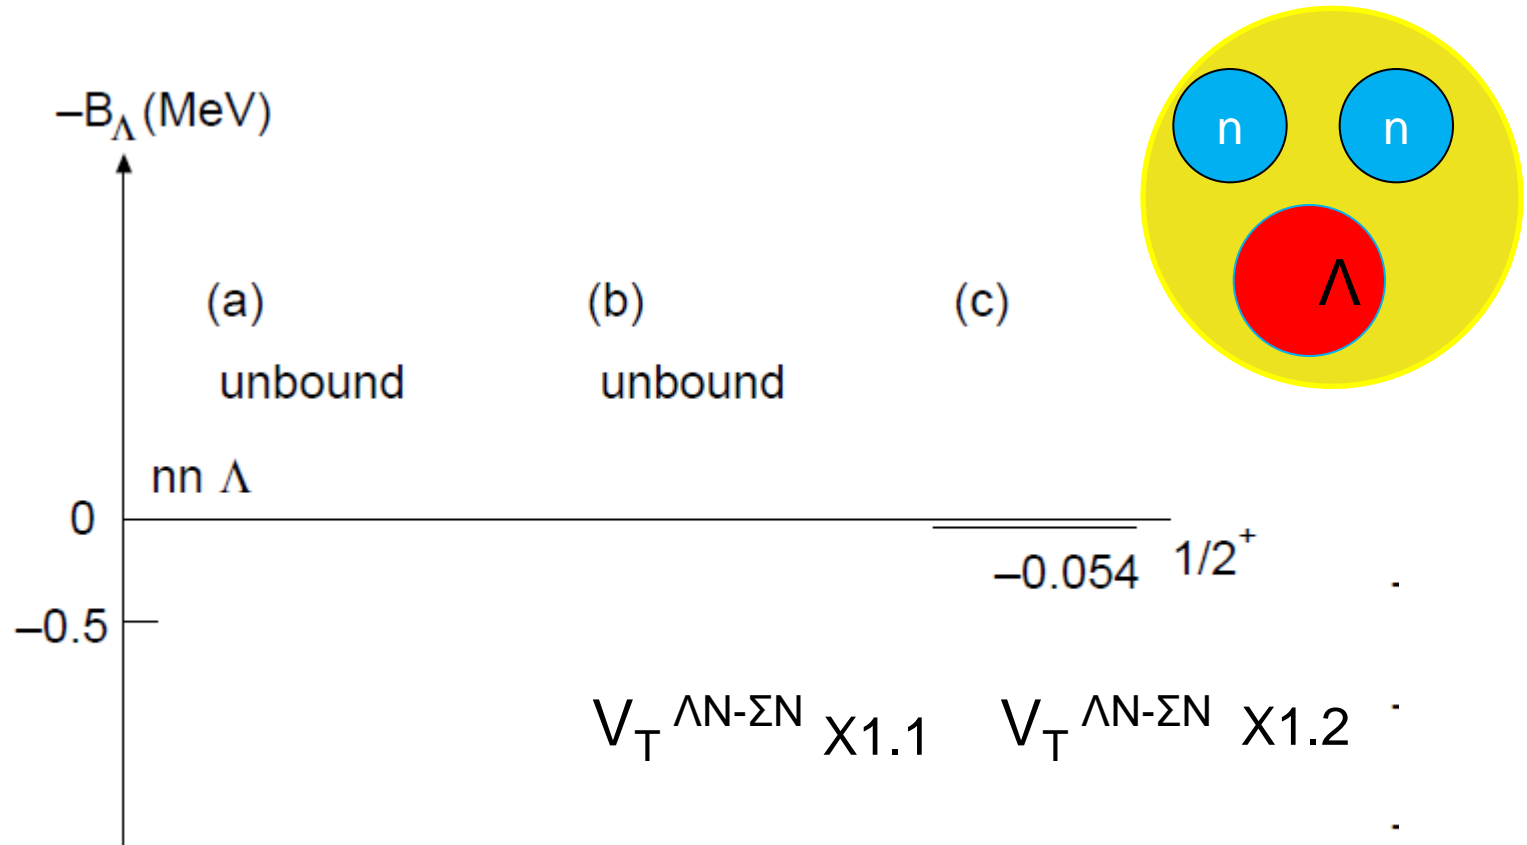 –B_Λ (MeV)
n n
Λ
(a) (b) (c)
unbound unbound
nn Λ
0
–0.054 1/2⁺
–0.5
V_T ^ΛN-ΣN X1.1 V_T ^ΛN-ΣN X1.2